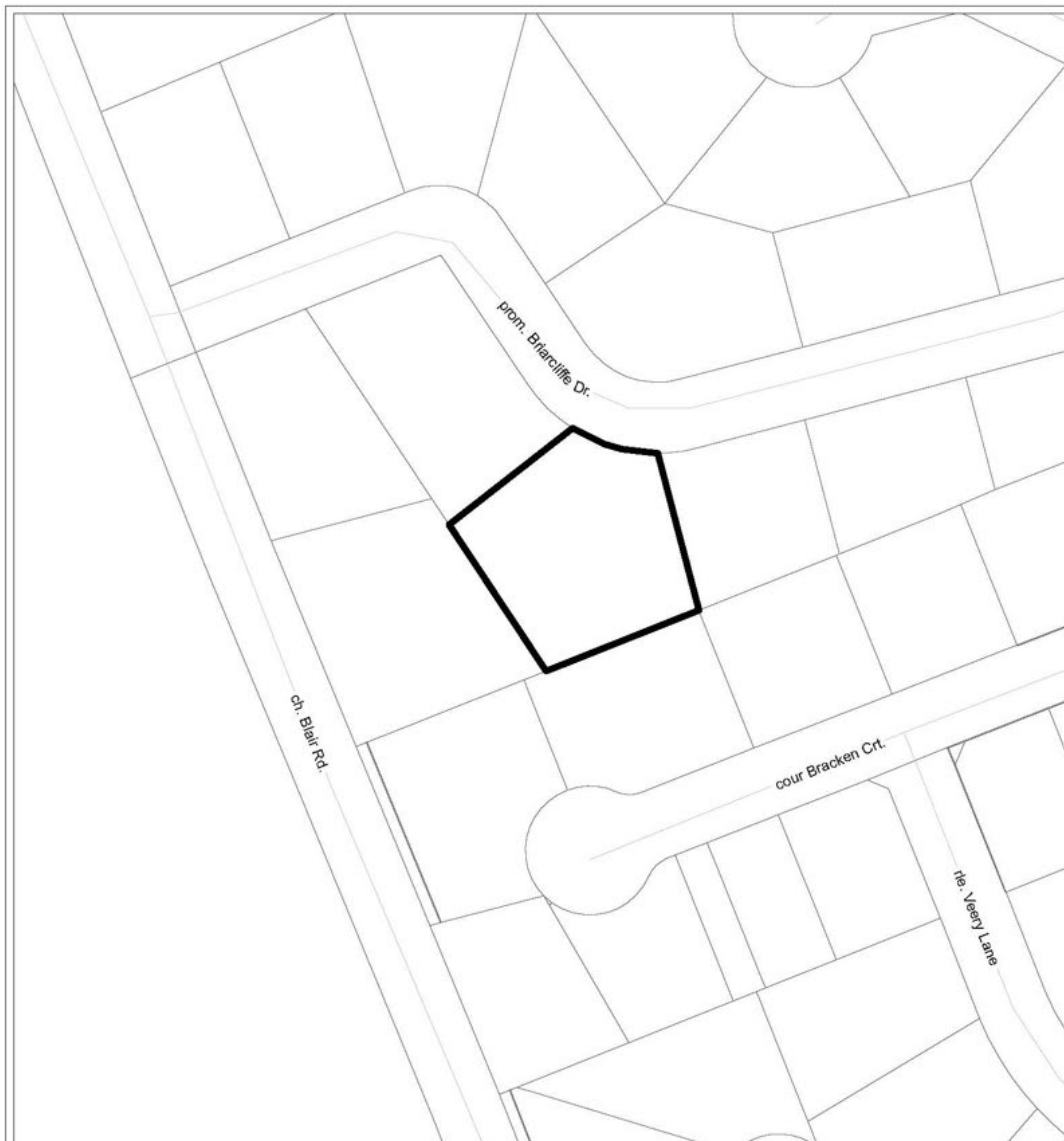 prom. Briarcliffe Dr.
ch. Blair Rd.
cour Bracken Crt.
rle. Veery Lane